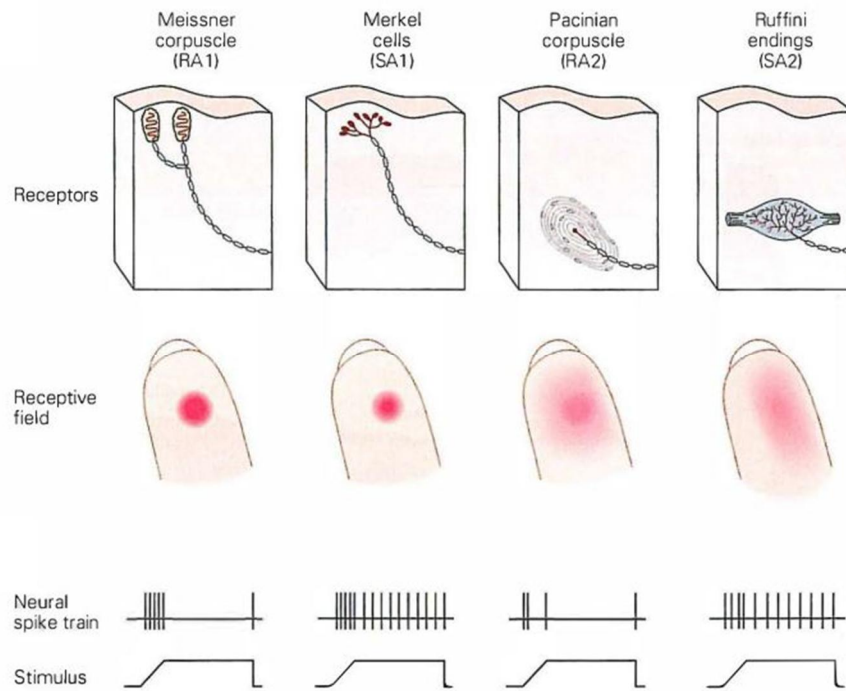 Meissner
corpuscle
(RA1)
Merkel
cells
(SA1)
Pacinian
corpuscle
(RA2)
Ruffini
endings
(SA2)
Receptors
Receptive
field
Neural
spike train
Stimulus